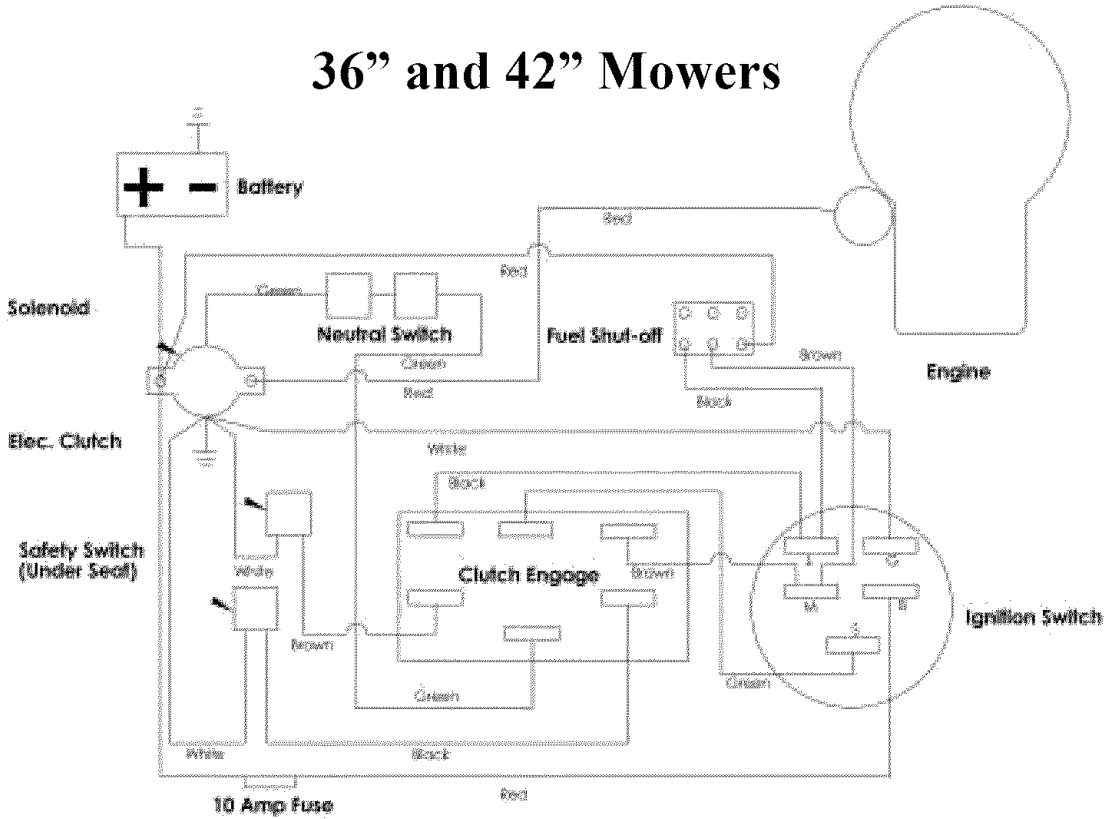 36” and 42” Mowers
+ -
Battery
Red
Red
Solenoid
Green
Neutral Switch
Fuel Shut-off
Green
Brown
Engine
Red
Black
Elec. Clutch
White
Black
Safety Switch
(Under Seat)
White
Clutch Engage
Brown
Ignition Switch
Brown
Green
Green
White
Black
Red
10 Amp Fuse